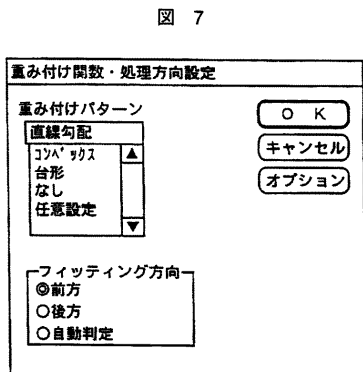 図 7
重み付け関数・処理方向設定
重み付けパターン
直線勾配
コンベックス
台形
なし
任意設定
OK
キャンセル
オプション
フィッティング方向
◎前方
○後方
○自動判定